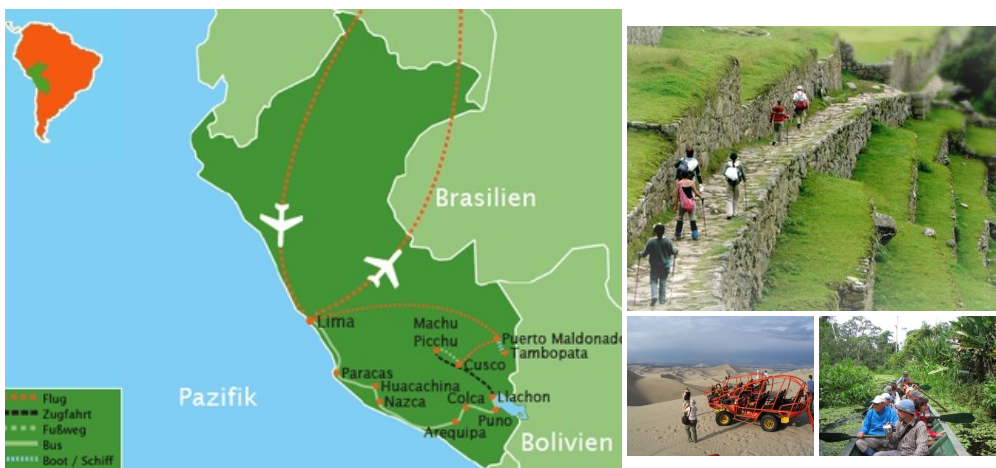 Brasilien
Lima
Machu
Picchu
Puerto Maldonado
Tambopata
Cusco
Paracas
Huacachina
Nazca
Colca
Llachon
Puno
Arequipa
Pazifik
Bolivien
Flug
Zugfahrt
Fußweg
Bus
Boot / Schiff